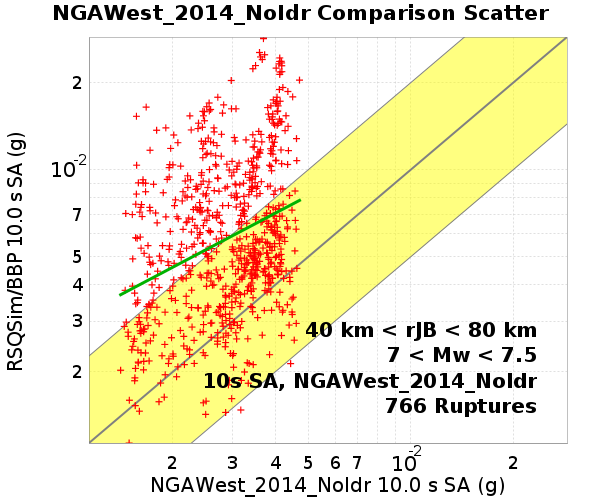 NGAWest_2014_NoIdr Comparison Scatter
RSQSim/BBP 10.0 s SA (g)
2
10-2
7
5
4
3
2
40 km < rJB < 80 km
7 < Mw < 7.5
10s SA, NGAWest_2014_NoIdr
766 Ruptures
2 3 4 5 6 7 10-2 2
NGAWest_2014_NoIdr 10.0 s SA (g)